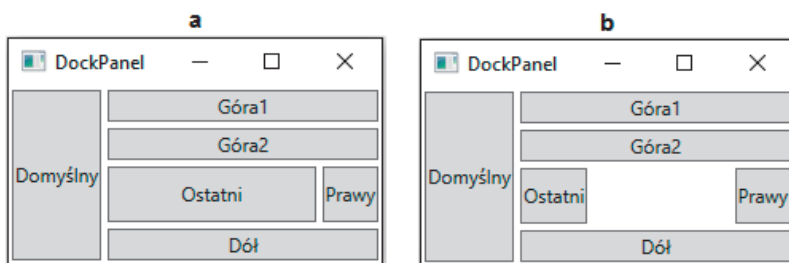 a
DockPanel
Góra1
Góra2
Domyślny
Ostatni
Prawy
Dół
b
DockPanel
Góra1
Góra2
Domyślny
Ostatni
Prawy
Dół